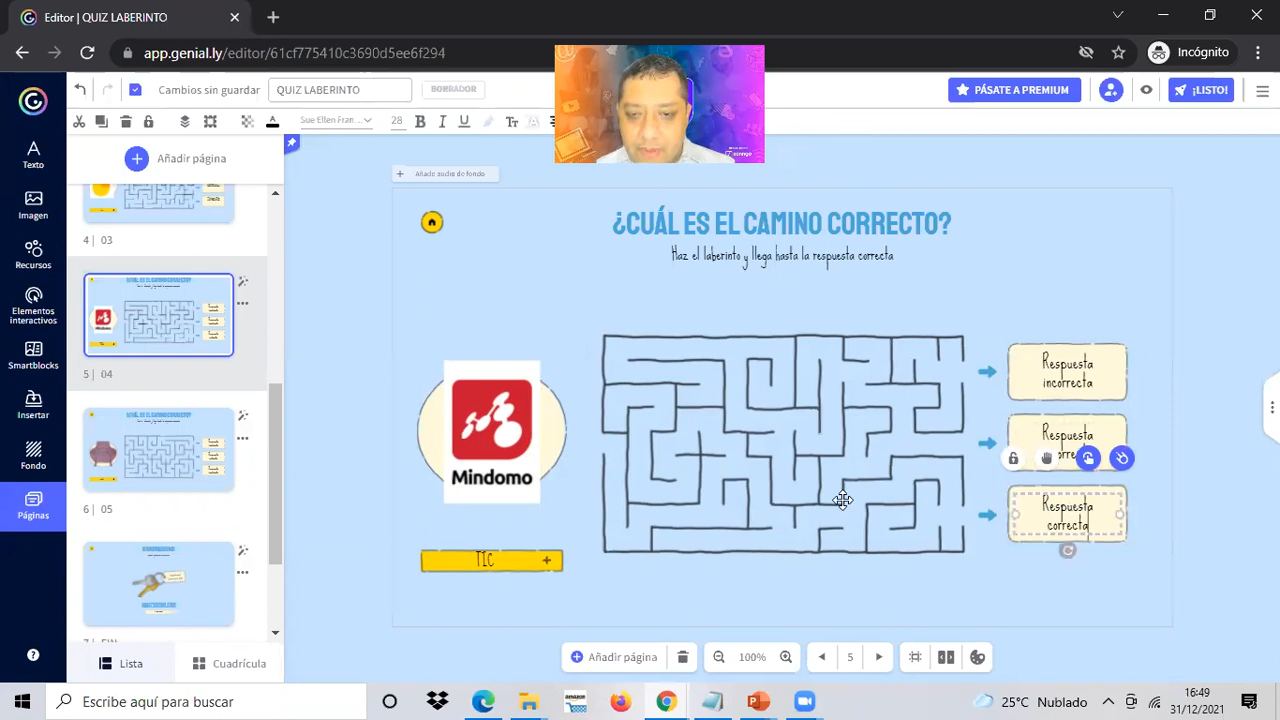 Editor | QUIZ LABERINTO
app.genial.ly/editor/61cf775410c3690d5ee6f294
Incógnito
Cambios sin guardar
QUIZ LABERINTO
BORRADOR
PÁSATE A PREMIUM
¡LISTO!
Sue Ellen Fran...
28
Texto
Imagen
Recursos
Elementos
interactivos
Smartblocks
Insertar
Fondo
Páginas
Añadir página
4 | 03
5 | 04
6 | 05
Lista
Cuadrícula
Añadir audio de fondo
¿CUÁL ES EL CAMINO CORRECTO?
Haz el laberinto y llega hasta la respuesta correcta
Mindomo
TIC
Respuesta
incorrecta
Respuesta
Respuesta
correcta
Añadir página
100%
5
Escribe aquí para buscar
25°C Nublado
16:49
31/12/2021